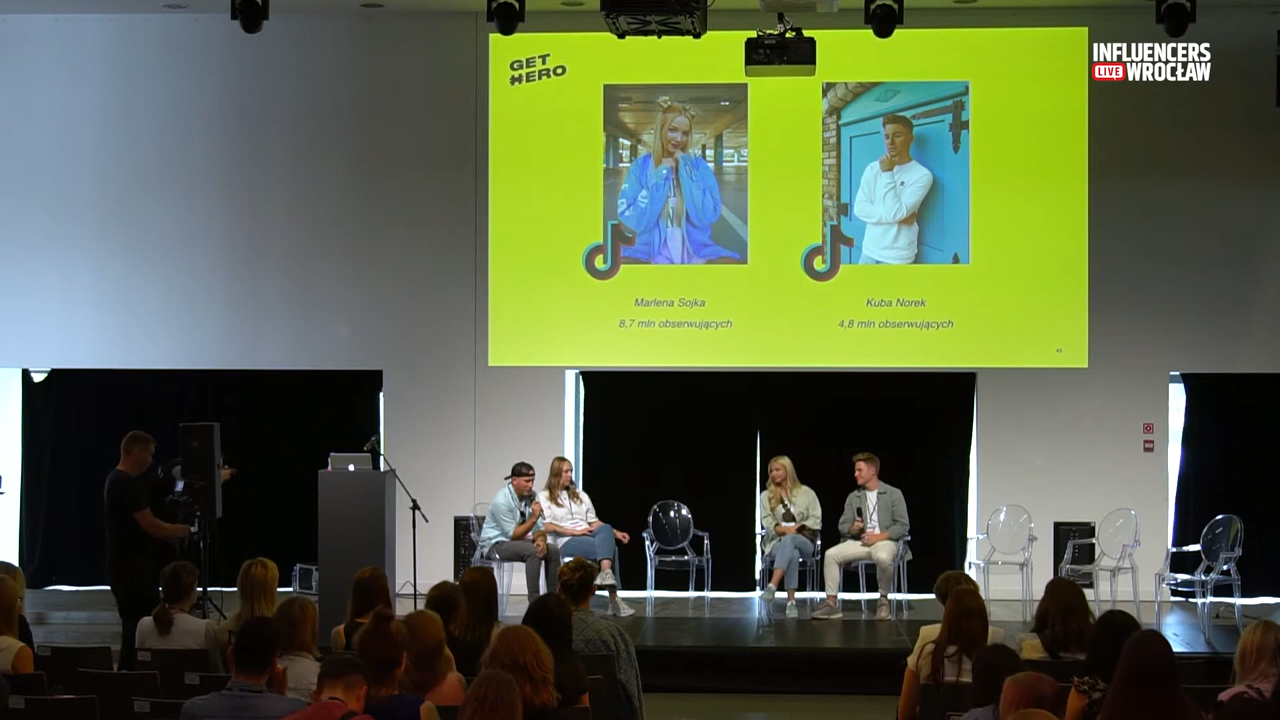 GET
HERO
INFLUENCERS
LIVE WROCŁAW
Marlena Sojka
8,7 mln obserwujących
Kuba Norek
4,8 mln obserwujących